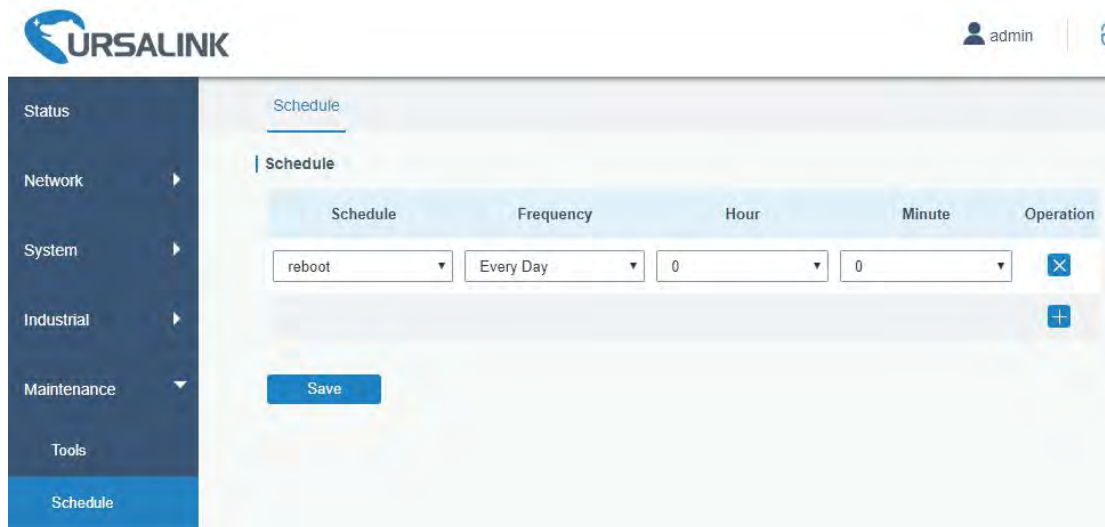 URSALINK
admin
Status
Network
System
Industrial
Maintenance
Tools
Schedule
Schedule
Schedule
Schedule Frequency Hour Minute Operation
reboot Every Day 0 0
Save